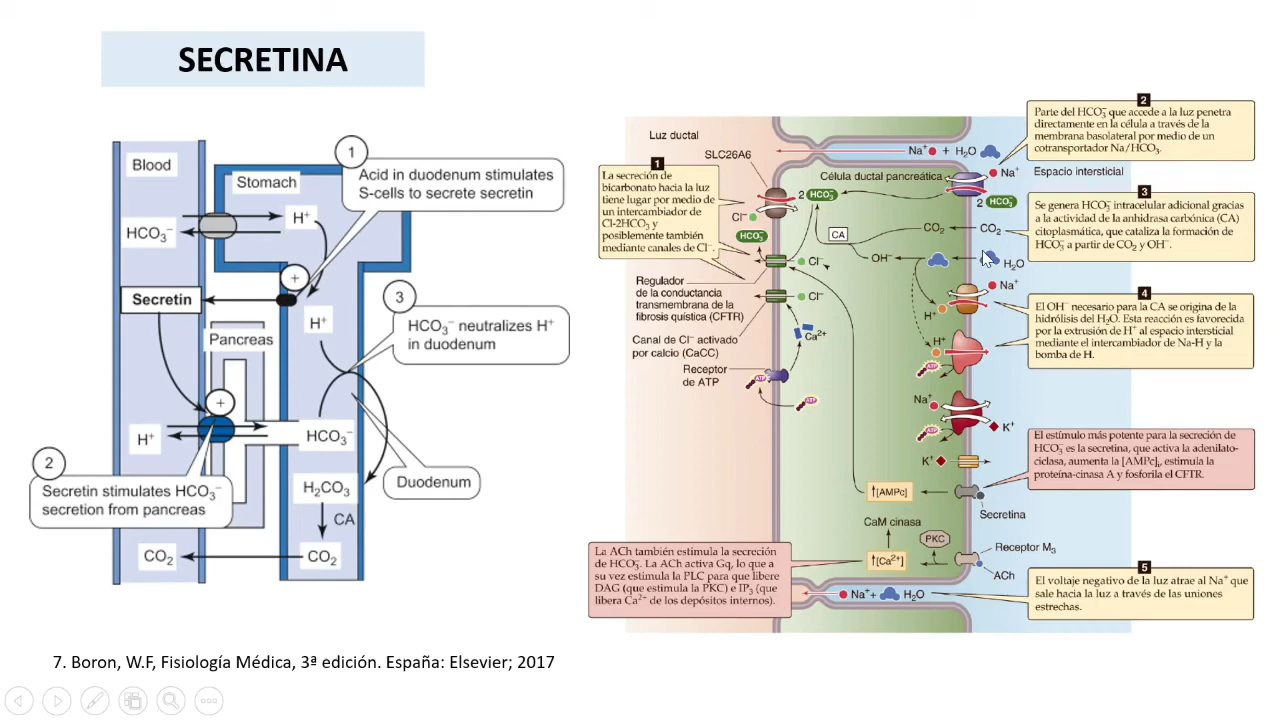 SECRETINA
Blood
Stomach
H⁺
HCO₃⁻
1
Acid in duodenum stimulates
S-cells to secrete secretin
+
Secretin
H⁺
3
HCO₃⁻ neutralizes H⁺
in duodenum
Pancreas
+
H⁺
HCO₃⁻
2
Secretin stimulates HCO₃⁻
secretion from pancreas
Duodenum
H₂CO₃
CA
CO₂
CO₂
Luz ductal
SLC26A6
Na⁺ + H₂O
1
La secreción de
bicarbonato hacia la luz
tiene lugar por medio de
un intercambiador de
Cl-2HCO₃ y
posiblemente también
mediante canales de Cl⁻.
Célula ductal pancreática
2 HCO₃⁻
Cl⁻
HCO₃⁻
Cl⁻
Cl⁻
CA
OH⁻
CO₂
CO₂
Na⁺
Espacio intersticial
2 HCO₃⁻
H₂O
Na⁺
H⁺
H⁺
ATP
Regulador
de la conductancia
transmembrana de la
fibrosis quística (CFTR)
Canal de Cl⁻ activado
por calcio (CaCC)
Receptor
de ATP
Ca²⁺
ATP
ATP
Na⁺
K⁺
ATP
K⁺
↑[AMPc]
Secretina
CaM cinasa
PKC
↑[Ca²⁺]
Receptor M₃
ACh
Na⁺+ H₂O
2
Parte del HCO₃⁻ que accede a la luz penetra
directamente en la célula a través de la
membrana basolateral por medio de un
cotransportador Na/HCO₃.
3
Se genera HCO₃⁻ intracelular adicional gracias
a la actividad de la anhidrasa carbónica (CA)
citoplasmática, que cataliza la formación de
HCO₃⁻ a partir de CO₂ y OH⁻.
4
El OH⁻ necesario para la CA se origina de la
hidrólisis del H₂O. Esta reacción es favorecida
por la extrusión de H⁺ al espacio intersticial
mediante el intercambiador de Na-H y la
bomba de H.
El estímulo más potente para la secreción de
HCO₃⁻ es la secretina, que activa la adenilato-
ciclasa, aumenta la [AMPc]ᵢ, estimula la
proteína-cinasa A y fosforila el CFTR.
La ACh también estimula la secreción
de HCO₃⁻. La ACh activa Gq, lo que a
su vez estimula la PLC para que libere
DAG (que estimula la PKC) e IP₃ (que
libera Ca²⁺ de los depósitos internos).
5
El voltaje negativo de la luz atrae al Na⁺ que
sale hacia la luz a través de las uniones
estrechas.
7. Boron, W.F, Fisiología Médica, 3ª edición. España: Elsevier; 2017